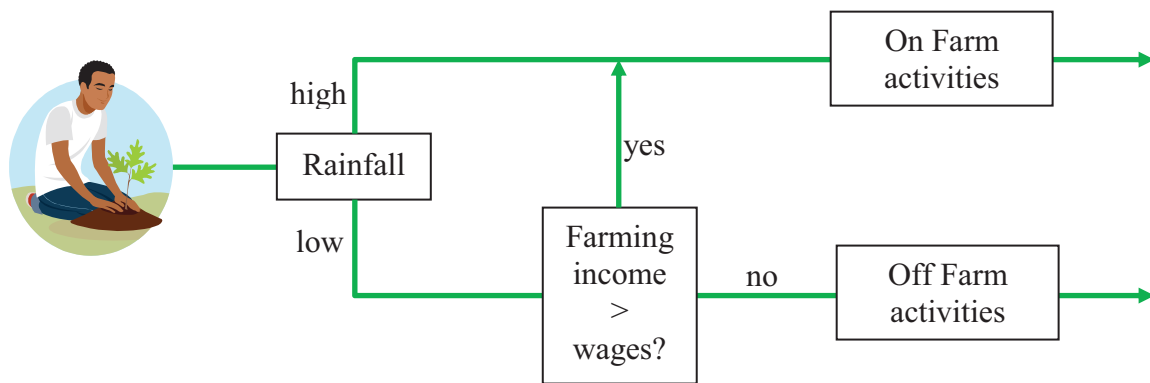 On Farm
activities
high
yes
Rainfall
low
Farming
income
>
wages?
no
Off Farm
activities